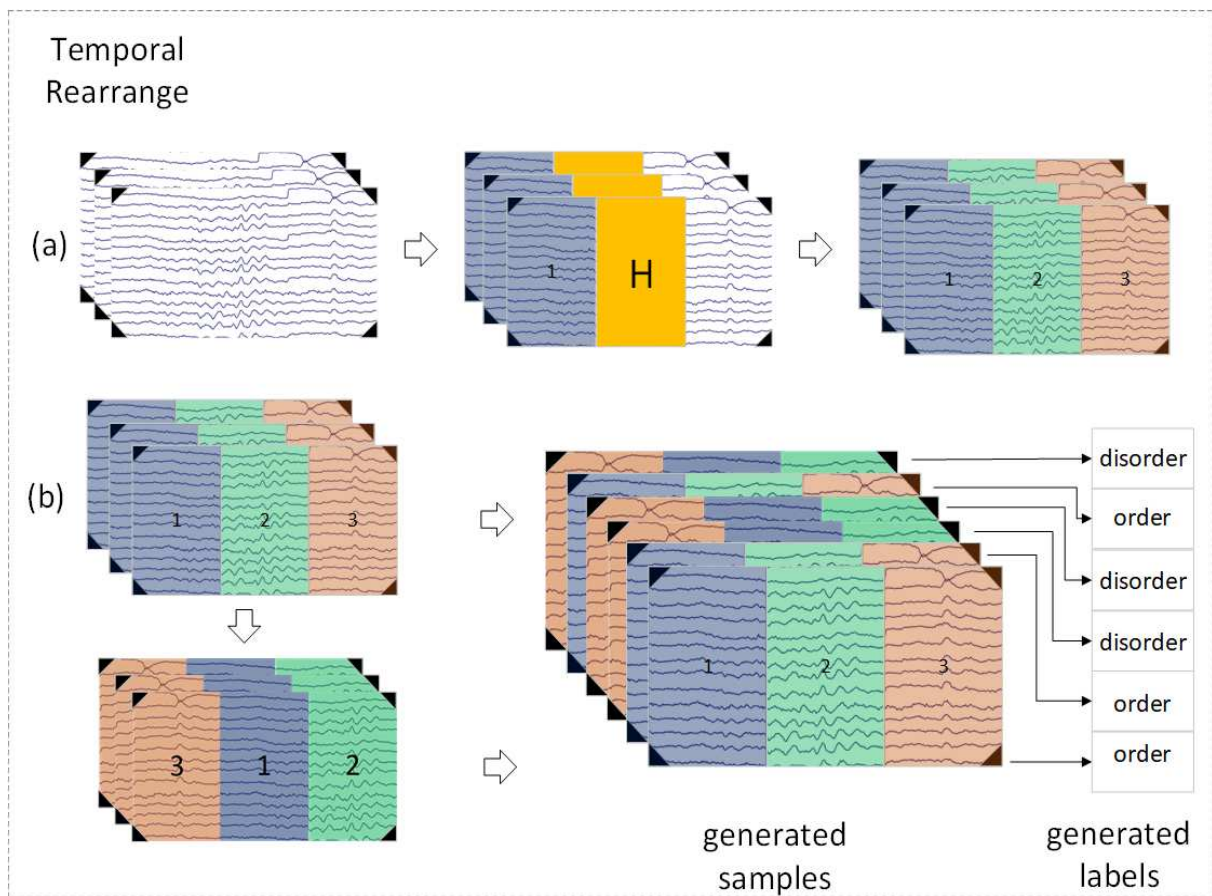 Temporal
Rearrange
(a)
1
H
1
2
3
(b)
1
2
3
3
1
2
1
2
3
disorder
order
disorder
disorder
order
order
generated
samples
generated
labels